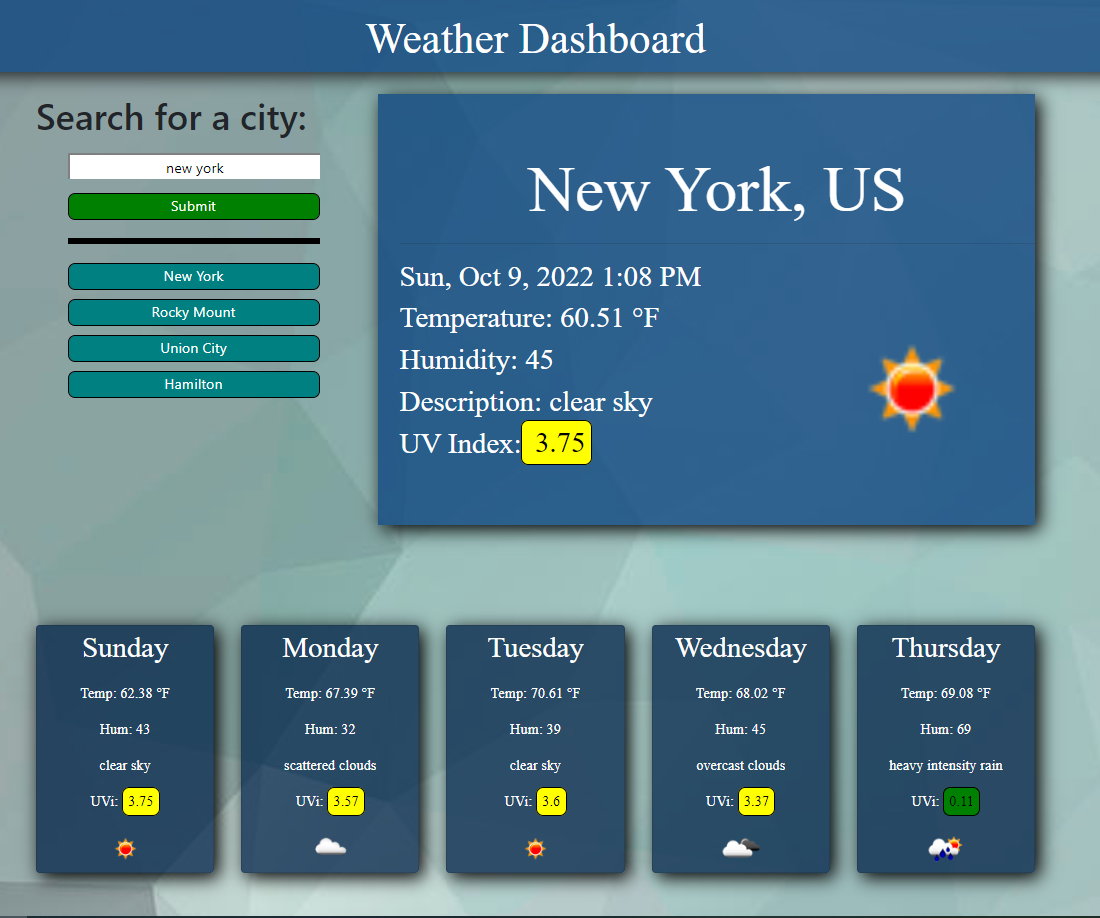 Weather Dashboard
Search for a city:
new york
Submit
New York
Rocky Mount
Union City
Hamilton
New York, US
Sun, Oct 9, 2022 1:08 PM
Temperature: 60.51 °F
Humidity: 45
Description: clear sky
UV Index: 3.75
Sunday
Temp: 62.38 °F
Hum: 43
clear sky
UVi: 3.75
Monday
Temp: 67.39 °F
Hum: 32
scattered clouds
UVi: 3.57
Tuesday
Temp: 70.61 °F
Hum: 39
clear sky
UVi: 3.6
Wednesday
Temp: 68.02 °F
Hum: 45
overcast clouds
UVi: 3.37
Thursday
Temp: 69.08 °F
Hum: 69
heavy intensity rain
UVi: 0.11